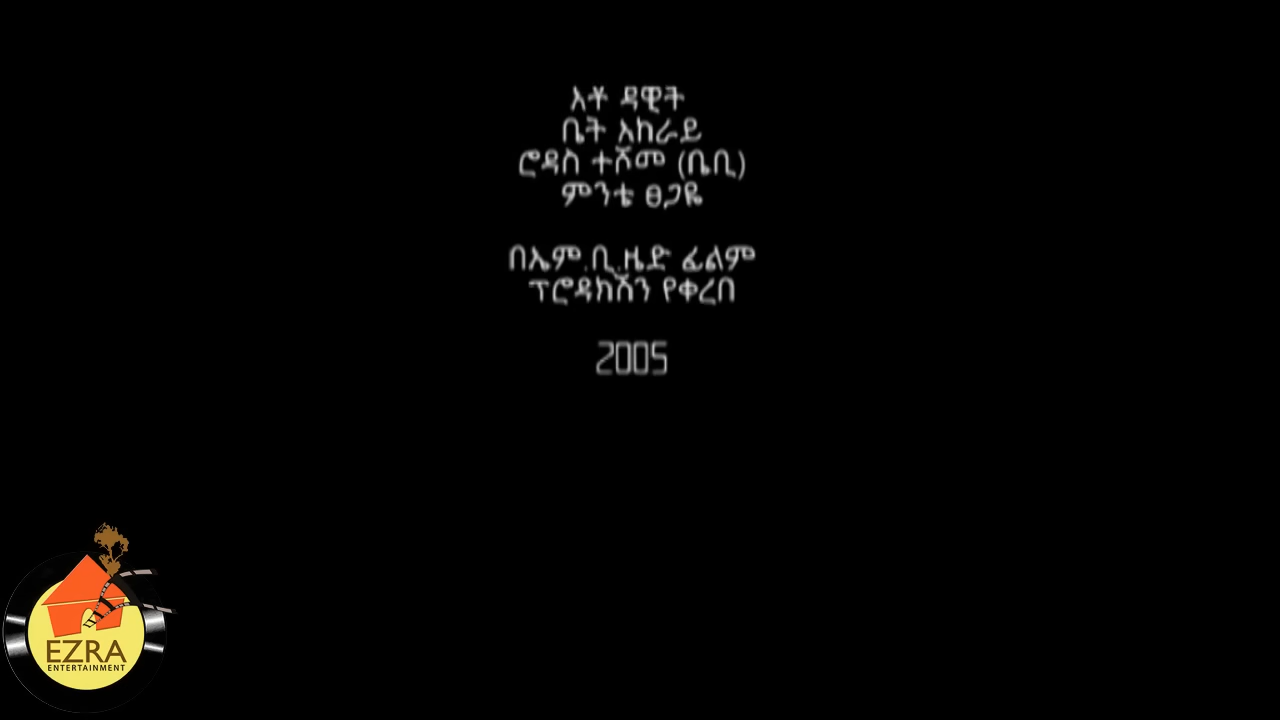 አቶ ዳዊት
ቤት አከራይ
ሮዳስ ተሾመ (ቤቢ)
ምንቴ ፀጋዬ
በኤም.ቢ.ዜድ ፊልም
ፕሮዳክሽን የቀረበ
2005
EZRA
ENTERTAINMENT